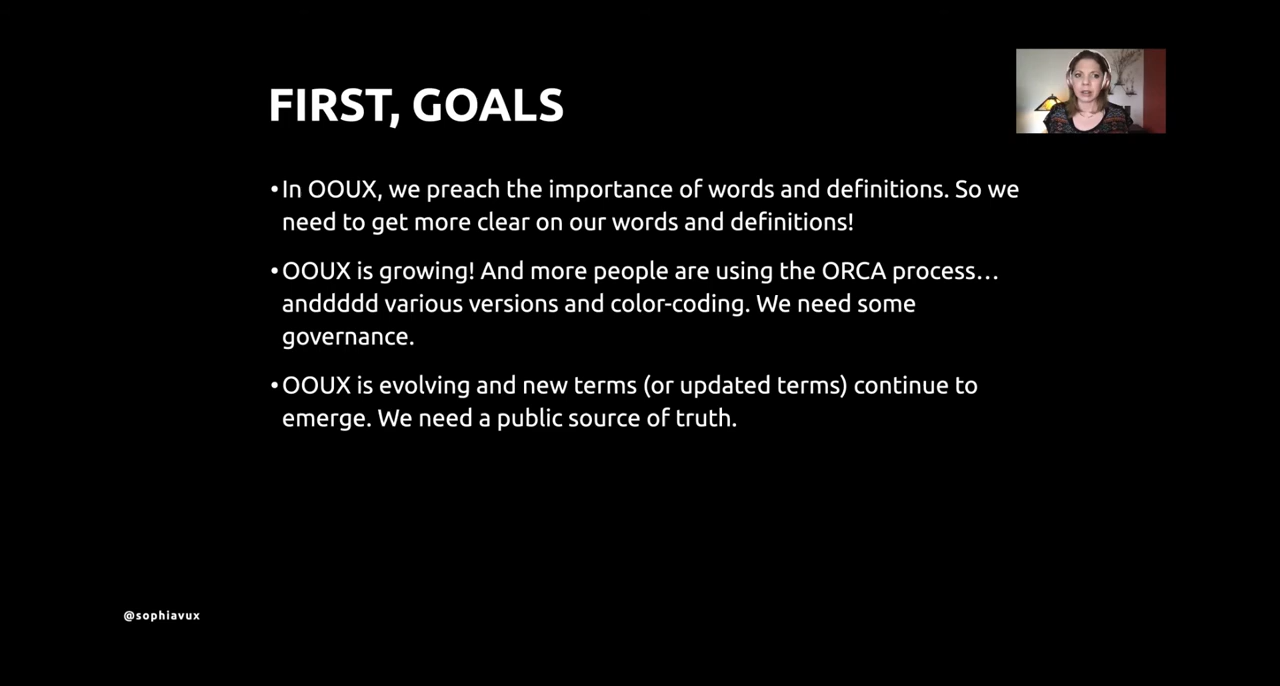 FIRST, GOALS
•In OOUX, we preach the importance of words and definitions. So we
need to get more clear on our words and definitions!
•OOUX is growing! And more people are using the ORCA process…
anddddd various versions and color-coding. We need some
governance.
•OOUX is evolving and new terms (or updated terms) continue to
emerge. We need a public source of truth.
@sophiavux